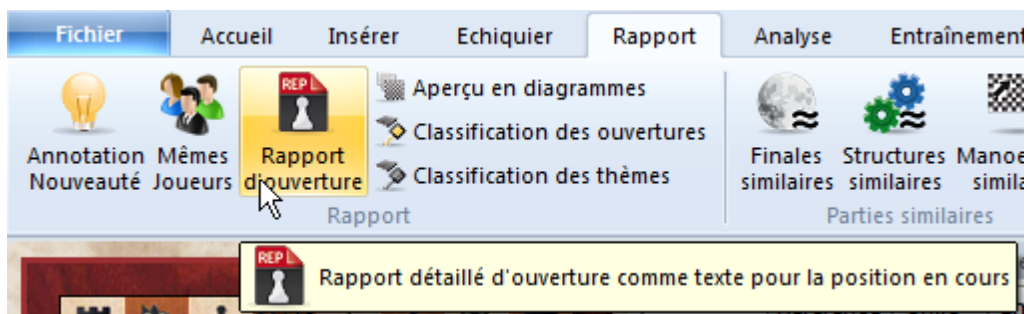 Fichier Accueil Insérer Echiquier Rapport Analyse Entraînement
REP
Aperçu en diagrammes
Classification des ouvertures
Classification des thèmes
Annotation Nouveauté
Mêmes Joueurs
Rapport d'ouverture
Finales similaires
Structures similaires
Rapport
Parties similaires
REP
Rapport détaillé d'ouverture comme texte pour la position en cours